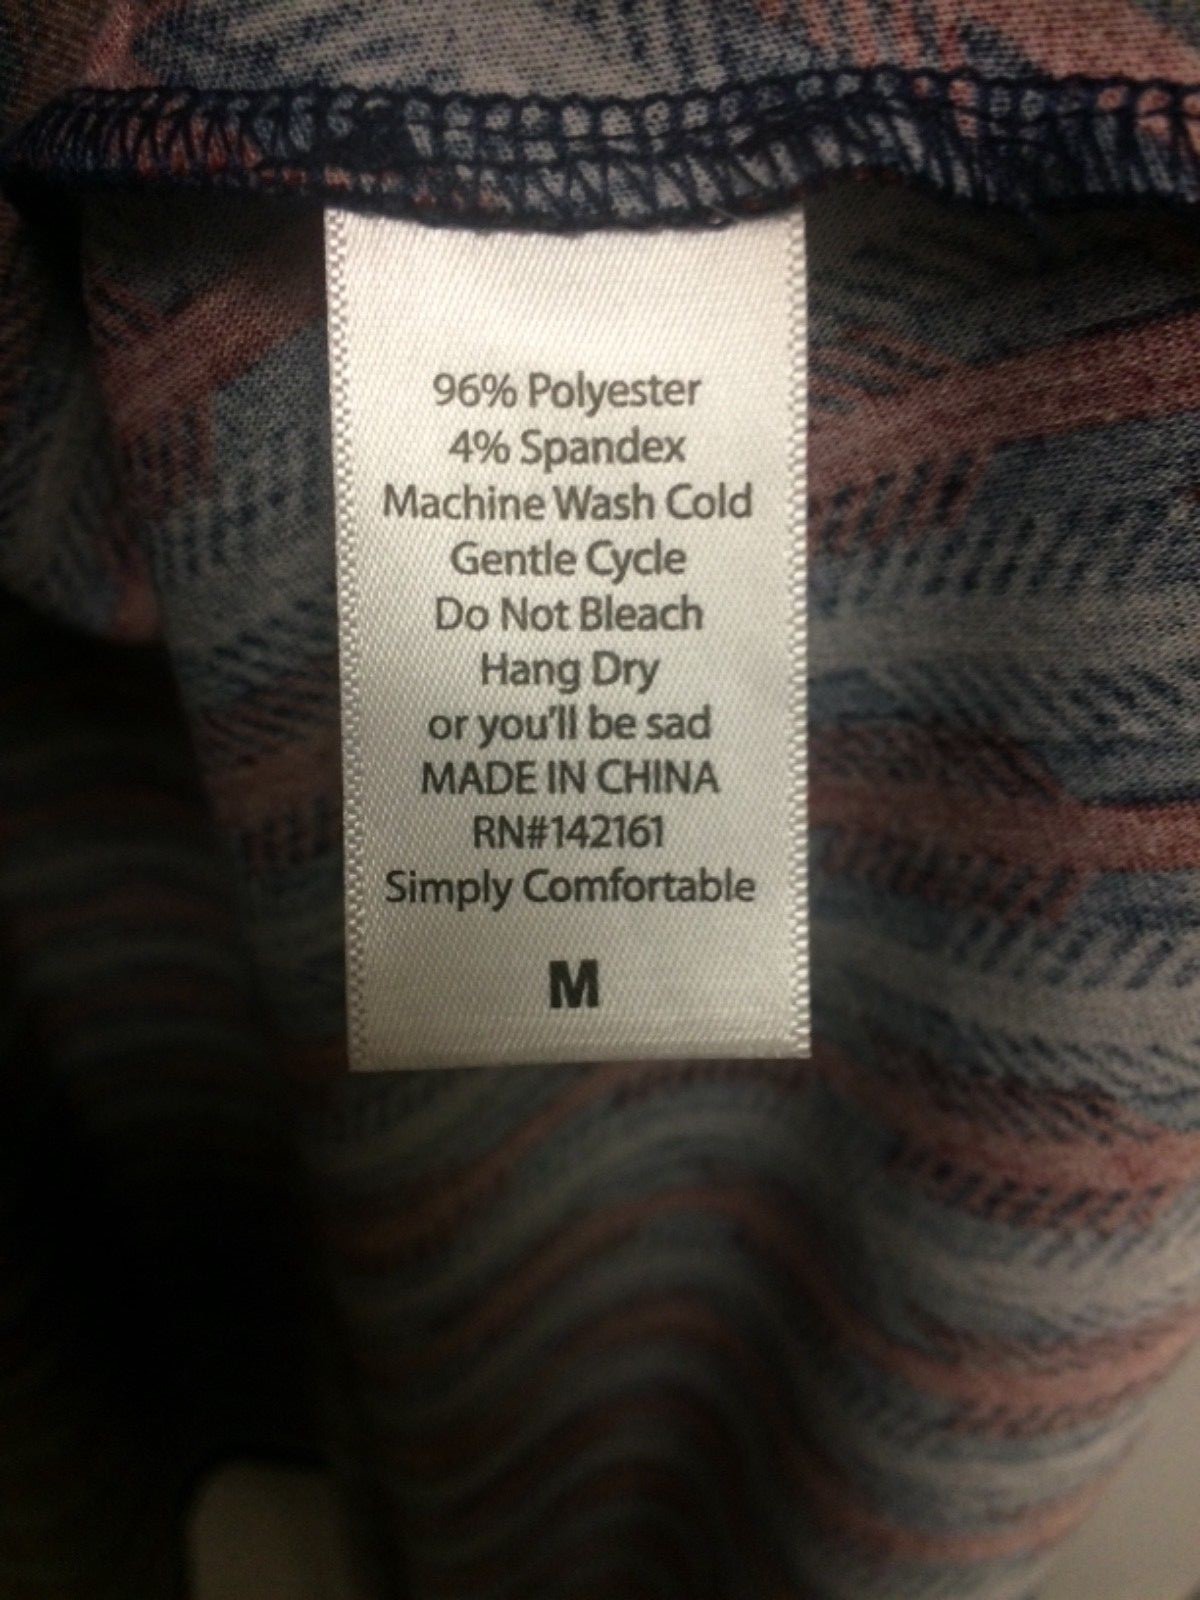 96% Polyester
4% Spandex
Machine Wash Cold
Gentle Cycle
Do Not Bleach
Hang Dry
or you'll be sad
MADE IN CHINA
RN#142161
Simply Comfortable
M